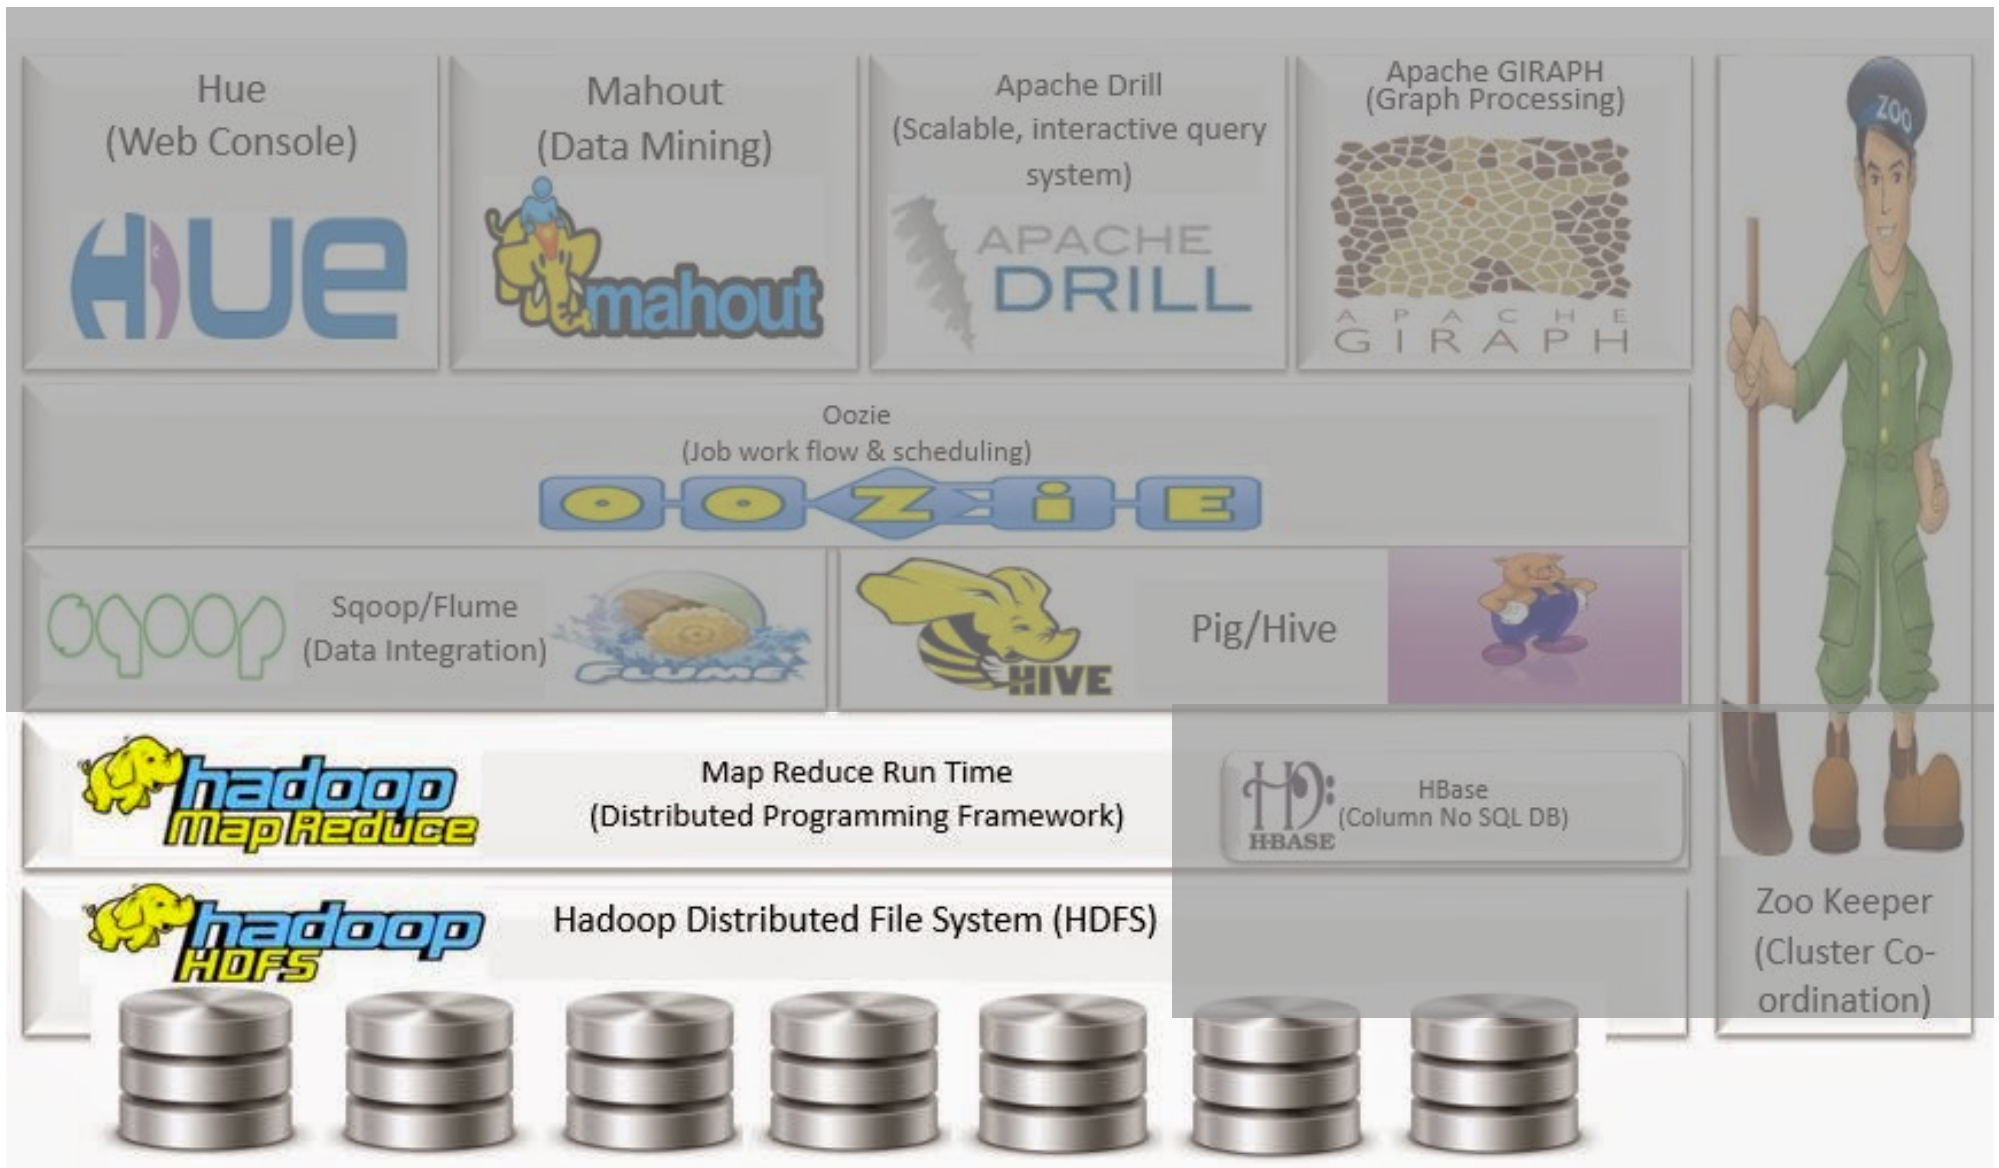 Hue
(Web Console)
HUE
Mahout
(Data Mining)
mahout
Apache Drill
(Scalable, interactive query
system)
APACHE
DRILL
Apache GIRAPH
(Graph Processing)
APACHE
GIRAPH
ZOO
Oozie
(Job work flow & scheduling)
OOZiE
sqoop
Sqoop/Flume
(Data Integration)
FLUME
HIVE
Pig/Hive
hadoop
Map Reduce
Map Reduce Run Time
(Distributed Programming Framework)
HBASE
HBase
(Column No SQL DB)
hadoop
HDFS
Hadoop Distributed File System (HDFS)
Zoo Keeper
(Cluster Co-
ordination)